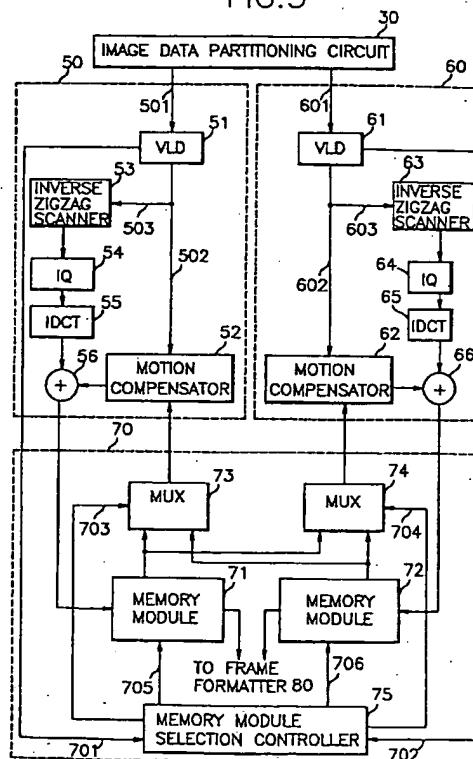 FIG.5
30
IMAGE DATA PARTITIONING CIRCUIT
50
60
501
601
51
61
VLD
VLD
53
63
INVERSE ZIGZAG SCANNER
INVERSE ZIGZAG SCANNER
503
603
54
502
602
64
IQ
IQ
55
65
IDCT
IDCT
56
52
62
66
+
MOTION COMPENSATOR
MOTION COMPENSATOR
+
70
73
74
MUX
MUX
703
704
71
72
MEMORY MODULE
MEMORY MODULE
705
TO FRAME FORMATTER 80
706
75
MEMORY MODULE SELECTION CONTROLLER
701
702